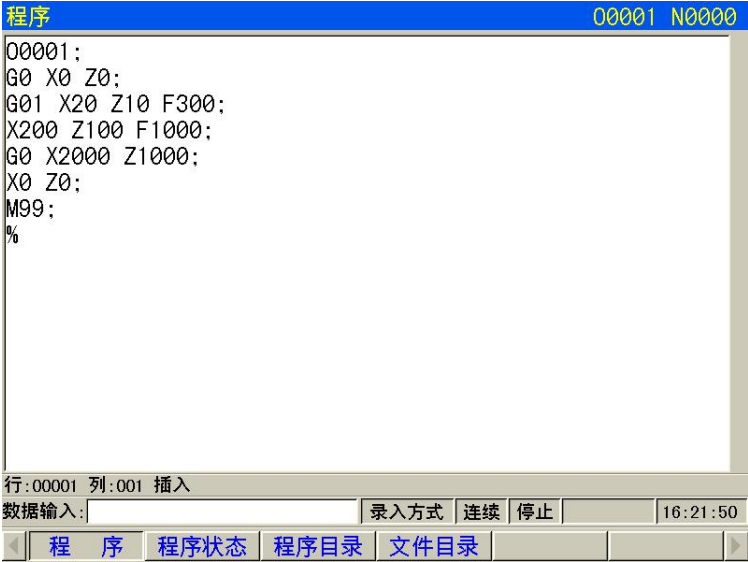 程序 O0001 N0000
O0001;
G0 X0 Z0;
G01 X20 Z10 F300;
X200 Z100 F1000;
G0 X2000 Z1000;
X0 Z0;
M99;
%
行:00001 列:001 插入
数据输入: 录入方式 连续 停止 16:21:50
程 序 程序状态 程序目录 文件目录